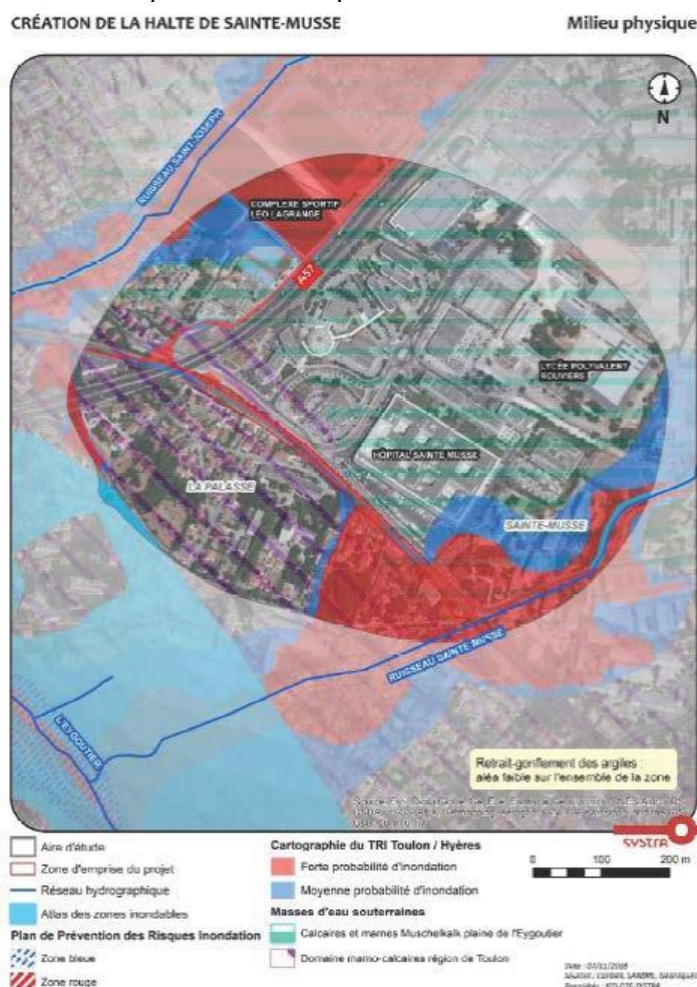 CRÉATION DE LA HALTE DE SAINTE-MUSSE
Milieu physique
N
RUISSEAU SAINT-JOSEPH
COMPLEXE SPORTIF
LEO LAGRANGE
A57
LYCÉE POLYVALENT
ROUVIERE
HÔPITAL SAINTE MUSSE
LA PALASSE
SAINTE-MUSSE
RUISSEAU SAINTE MUSSE
L'EYGOUTIER
Retrait-gonflement des argiles :
aléa faible sur l'ensemble de la zone
SYSTRA
0 100 200 m
Aire d'étude
Zone d'emprise du projet
Réseau hydrographique
Atlas des zones inondables
Plan de Prévention des Risques Inondation
Zone bleue
Zone rouge
Cartographie du TRI Toulon / Hyères
Forte probabilité d'inondation
Moyenne probabilité d'inondation
Masses d'eau souterraines
Calcaires et marnes Muschelkalk plaine de l'Eygoutier
Domaine marno-calcaires région de Toulon